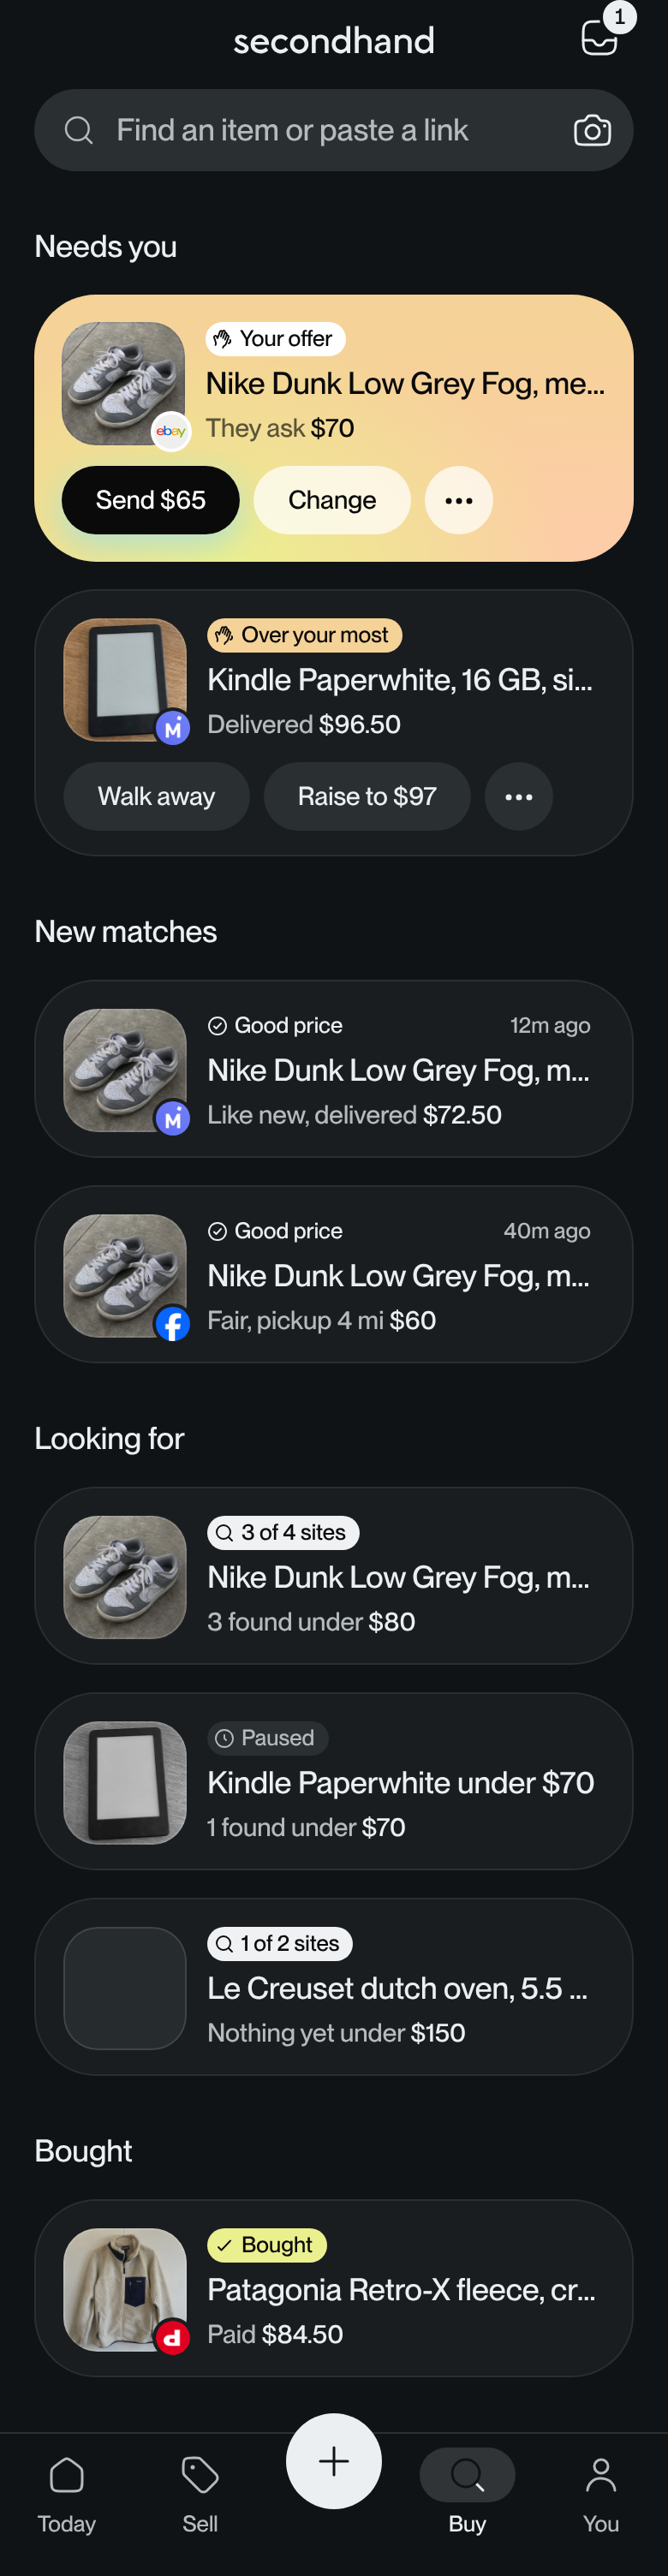 secondhand
1
Find an item or paste a link
Needs you
Your offer
Nike Dunk Low Grey Fog, me...
They ask $70
ebay
Send $65
Change
Over your most
Kindle Paperwhite, 16 GB, si...
Delivered $96.50
M
Walk away
Raise to $97
New matches
Good price
12m ago
Nike Dunk Low Grey Fog, m...
Like new, delivered $72.50
M
Good price
40m ago
Nike Dunk Low Grey Fog, m...
Fair, pickup 4 mi $60
f
Looking for
3 of 4 sites
Nike Dunk Low Grey Fog, m...
3 found under $80
Paused
Kindle Paperwhite under $70
1 found under $70
1 of 2 sites
Le Creuset dutch oven, 5.5 ...
Nothing yet under $150
Bought
Bought
Patagonia Retro-X fleece, cr...
Paid $84.50
d
Today
Sell
Buy
You